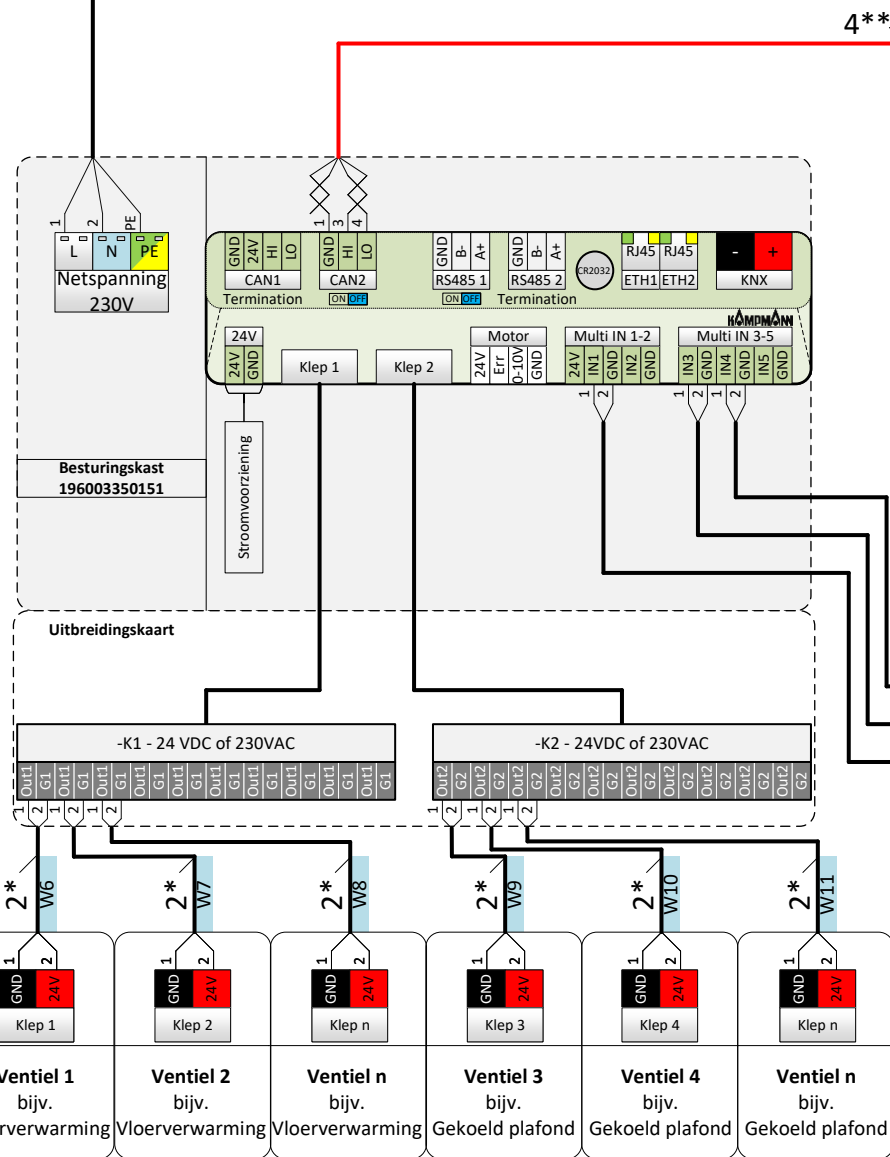 4**
1 2 PE
L N PE
Netspanning
230V
1 3 4
GND 24V HI LO
GND HI LO
GND B- A+
GND B- A+
CR2032
RJ45 RJ45
- +
CAN1
CAN2
RS485 1
RS485 2
ETH1 ETH2
KNX
Termination
ON OFF
ON OFF
Termination
KAMPMANN
24V
Motor
Multi IN 1-2
Multi IN 3-5
24V GND
Klep 1
Klep 2
24V Err 0-10V GND
24V IN1 GND IN2 GND
IN3 GND IN4 GND IN5 GND
1 2
1 2 1 2
Stroomvoorziening
Besturingskast
196003350151
Uitbreidingskaart
-K1 - 24 VDC of 230VAC
-K2 - 24VDC of 230VAC
Out1 G1 Out1 G1 Out1 G1 Out1 G1 Out1 G1 Out1 G1 Out1 G1 Out1 G1 Out1 G1 Out1 G1
Out2 G2 Out2 G2 Out2 G2 Out2 G2 Out2 G2 Out2 G2 Out2 G2 Out2 G2 Out2 G2 Out2 G2
1 2 1 2 1 2
1 2 1 2 1 2
2* W6
2* W7
2* W8
2* W9
2* W10
2* W11
1 2
1 2
1 2
1 2
1 2
1 2
GND 24V
GND 24V
GND 24V
GND 24V
GND 24V
GND 24V
Klep 1
Klep 2
Klep n
Klep 3
Klep 4
Klep n
Ventiel 1
bijv.
rverwarming
Ventiel 2
bijv.
Vloerverwarming
Ventiel n
bijv.
Vloerverwarming
Ventiel 3
bijv.
Gekoeld plafond
Ventiel 4
bijv.
Gekoeld plafond
Ventiel n
bijv.
Gekoeld plafond